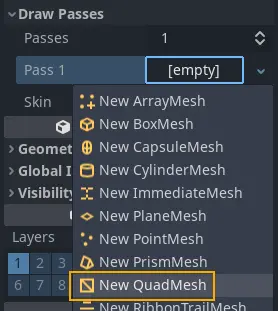 Draw Passes
Passes 1
Pass 1 [empty]
Skin
New ArrayMesh
New BoxMesh
New CapsuleMesh
New CylinderMesh
Geomet
New ImmediateMesh
Global I
New PlaneMesh
Visibility
New PointMesh
New PrismMesh
Layers
1 2 3
New QuadMesh
6 7 8
New RibbonTrailMesh